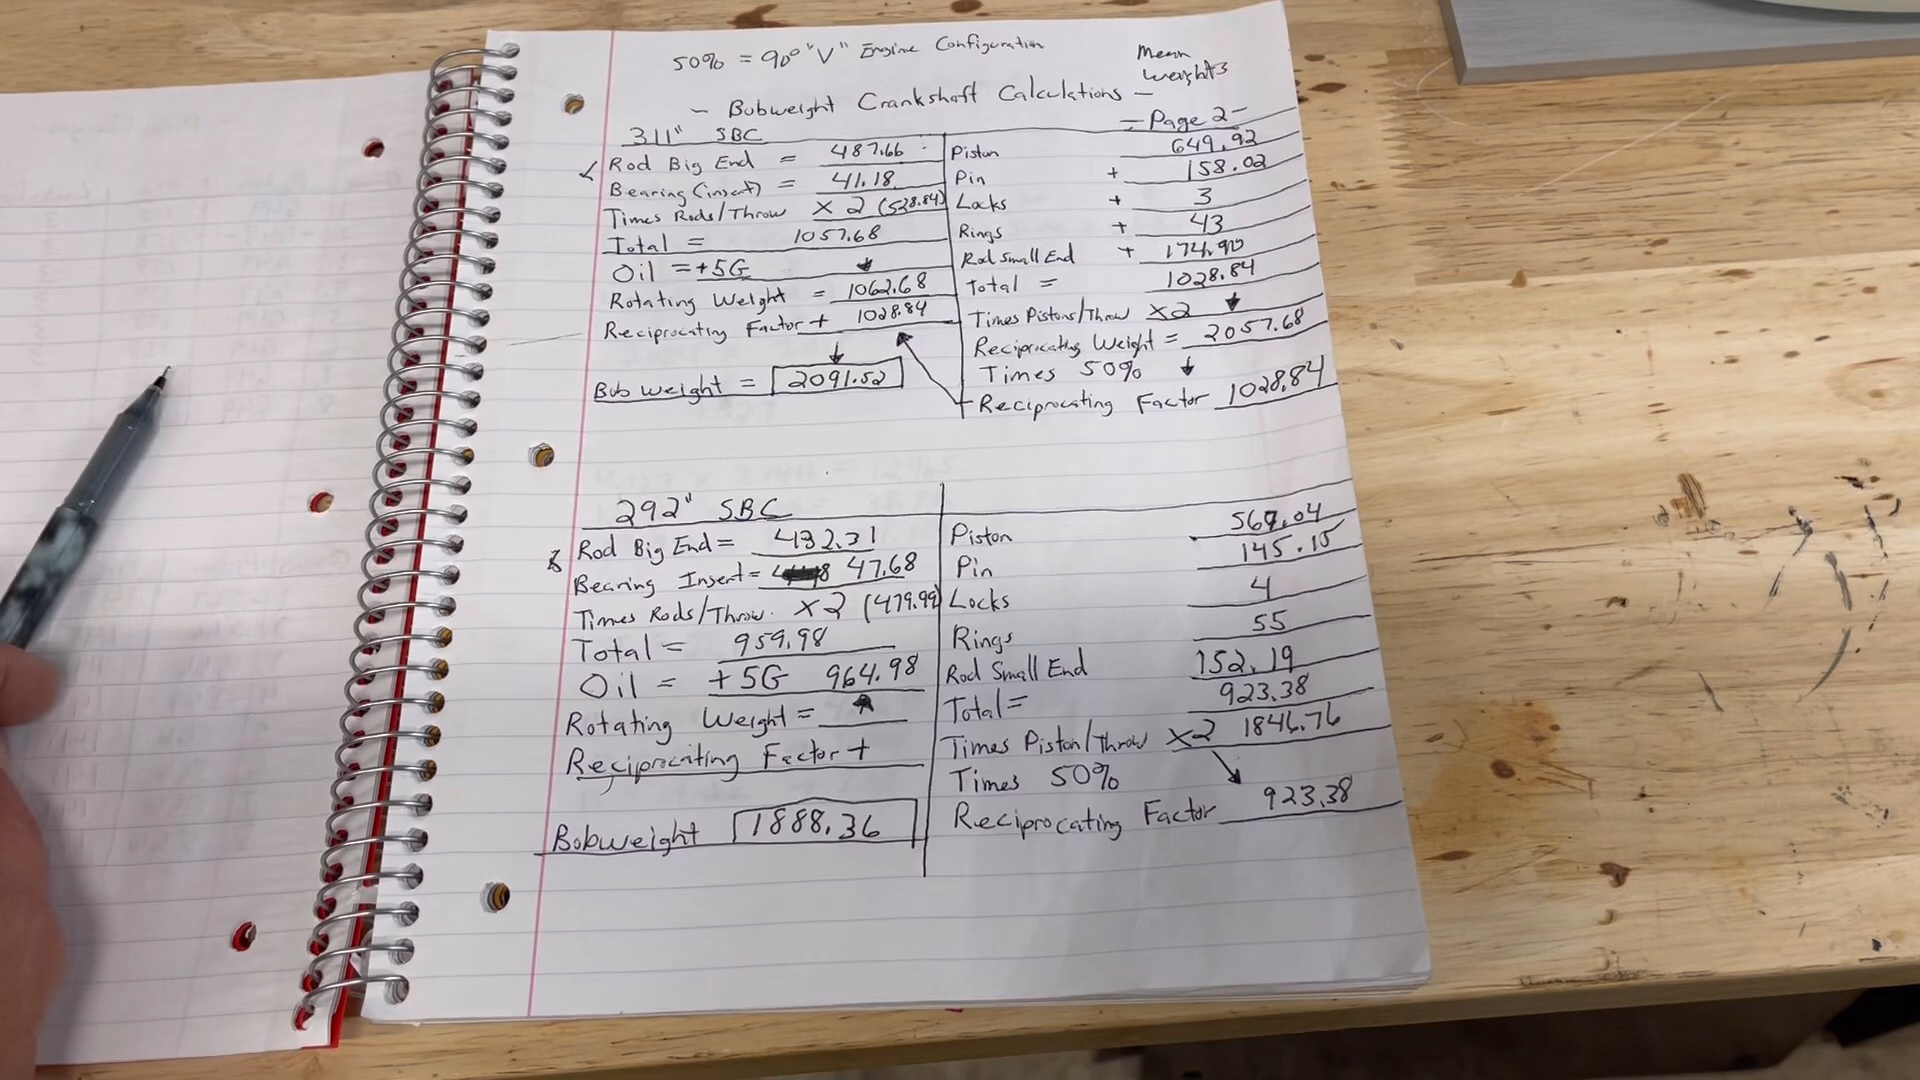 50% = 90° "V" Engine Configuration
Mean
Weights
- Bobweight Crankshaft Calculations -
- Page 2 -
311" SBC
Rod Big End = 487.66
Bearing (insert) = 41.18
Times Rods/Throw X 2 (528.84)
Total = 1057.68
Oil = +5G
Rotating Weight = 1062.68
Reciprocating Factor + 1028.84
Bob weight = 2091.52
Piston 649.92
Pin + 158.02
Locks + 3
Rings + 43
Rod Small End +
Total = 1028.84
Times Pistons/Throw X2
Reciprocating Weight = 2057.68
Times 50%
Reciprocating Factor 1028.84
292" SBC
Rod Big End = 432.31
Bearing Insert = 47.68
Times Rods/Throw. X 2 (479.99)
Total = 959.98
Oil = +5G 964.98
Rotating Weight =
Reciprocating Factor +
Bobweight 1888.36
Piston 567.04
Pin 145.15
Locks 4
Rings 55
Rod Small End 152.19
Total = 923.38
Times Piston/Throw X2 1846.76
Times 50%
Reciprocating Factor 923.38